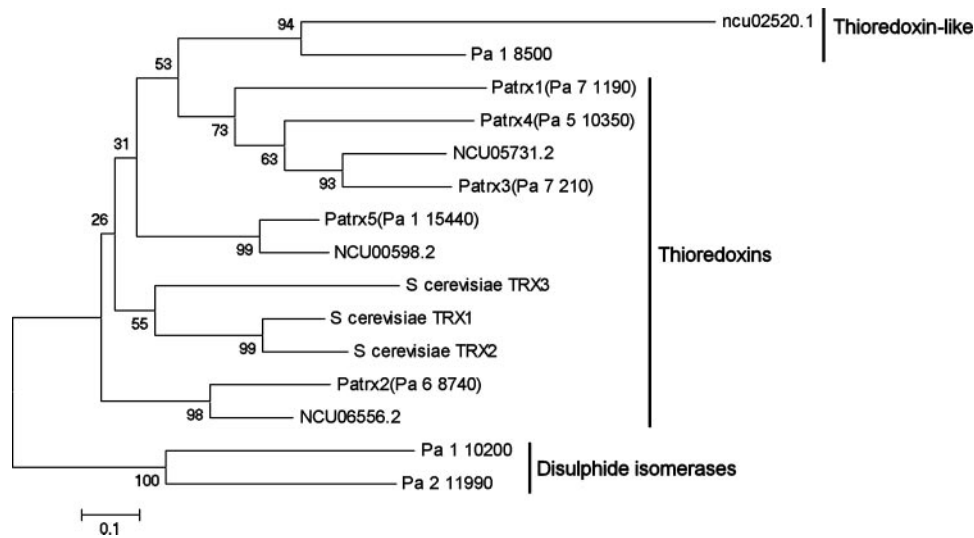 94
ncu02520.1
Thioredoxin-like
Pa 1 8500
53
Patrx1(Pa 7 1190)
73
Patrx4(Pa 5 10350)
63
NCU05731.2
31
93
Patrx3(Pa 7 210)
Patrx5(Pa 1 15440)
26
99
NCU00598.2
Thioredoxins
S cerevisiae TRX3
55
S cerevisiae TRX1
99
S cerevisiae TRX2
Patrx2(Pa 6 8740)
98
NCU06556.2
Pa 1 10200
Disulphide isomerases
100
Pa 2 11990
0.1